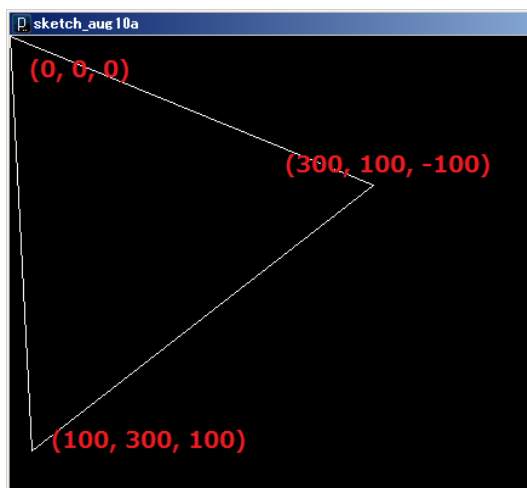 sketch_aug10a
(0, 0, 0)
(300, 100, -100)
(100, 300, 100)